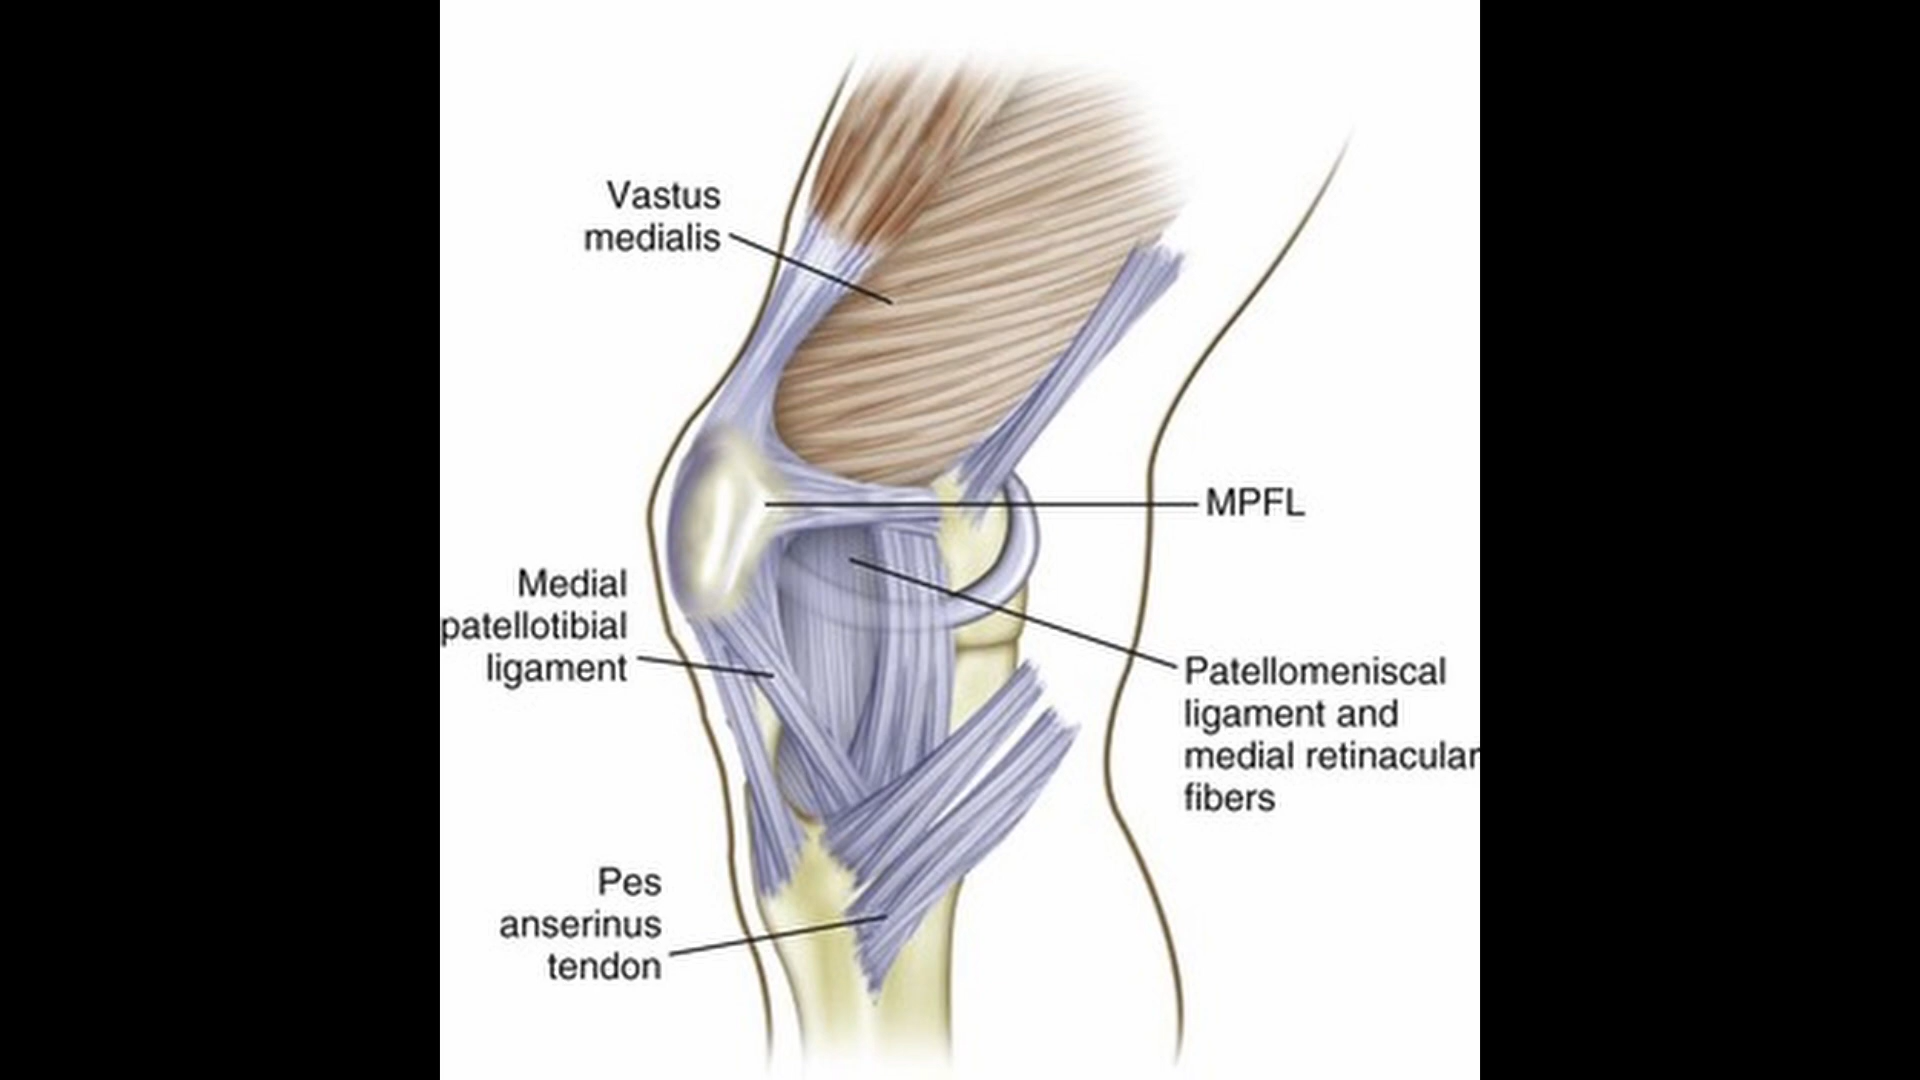 Vastus
medialis
MPFL
Medial
patellotibial
ligament
Patellomeniscal
ligament and
medial retinacular
fibers
Pes
anserinus
tendon